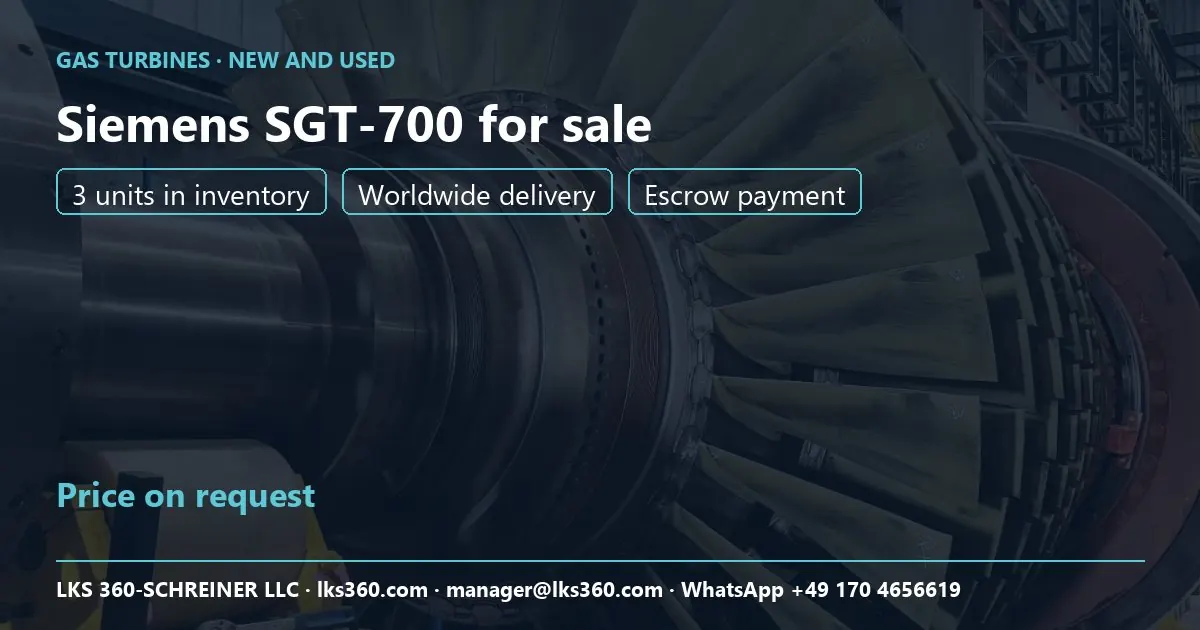 GAS TURBINES · NEW AND USED
Siemens SGT-700 for sale
3 units in inventory
Worldwide delivery
Escrow payment
Price on request
LKS 360-SCHREINER LLC · lks360.com · manager@lks360.com · WhatsApp +49 170 4656619